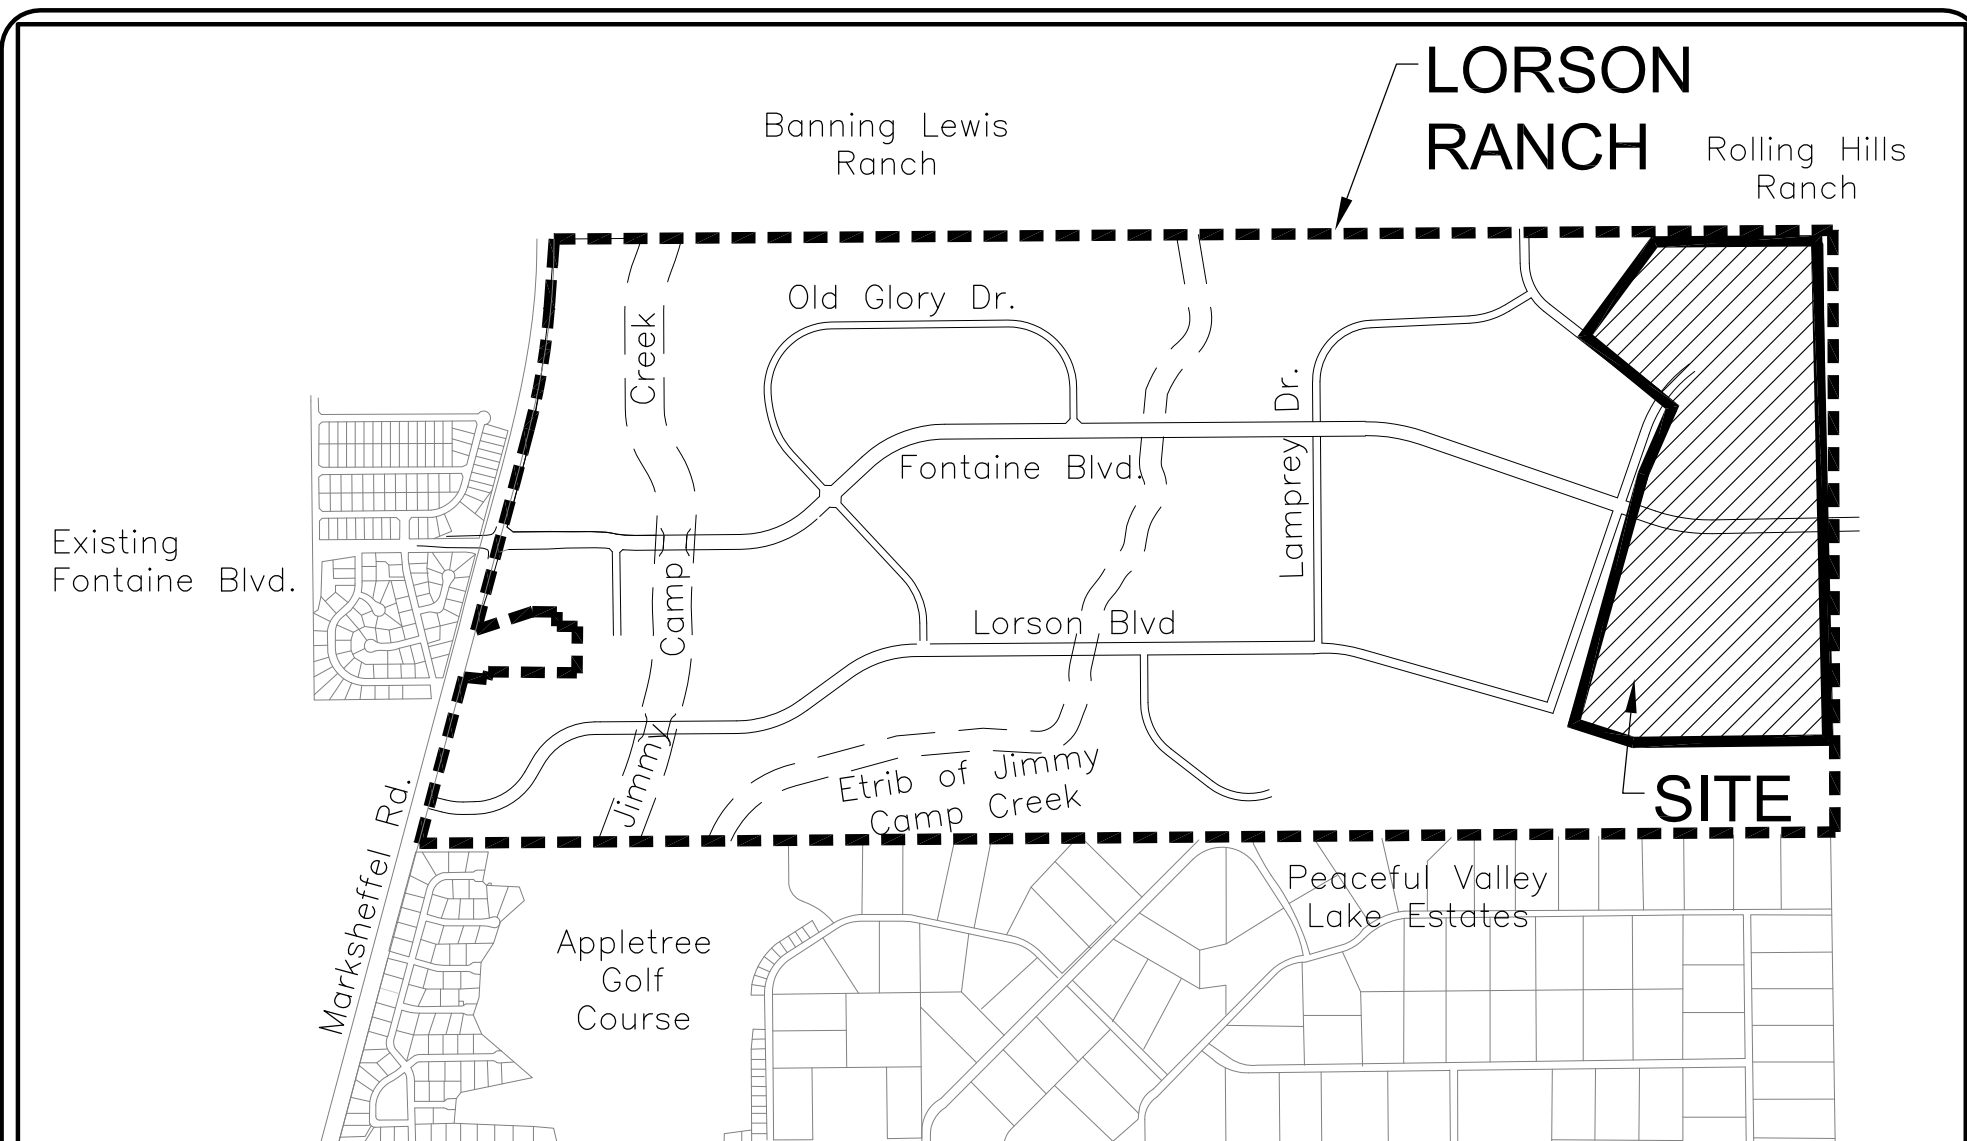 LORSON
RANCH
Banning Lewis
Ranch
Rolling Hills
Ranch
Old Glory Dr.
Creek
Lamprey Dr.
Fontaine Blvd.
Existing
Fontaine Blvd.
Camp
Lorson Blvd
Jimmy
Etrib of Jimmy
Camp Creek
SITE
Marksheffel Rd.
Peaceful Valley
Lake Estates
Appletree
Golf
Course